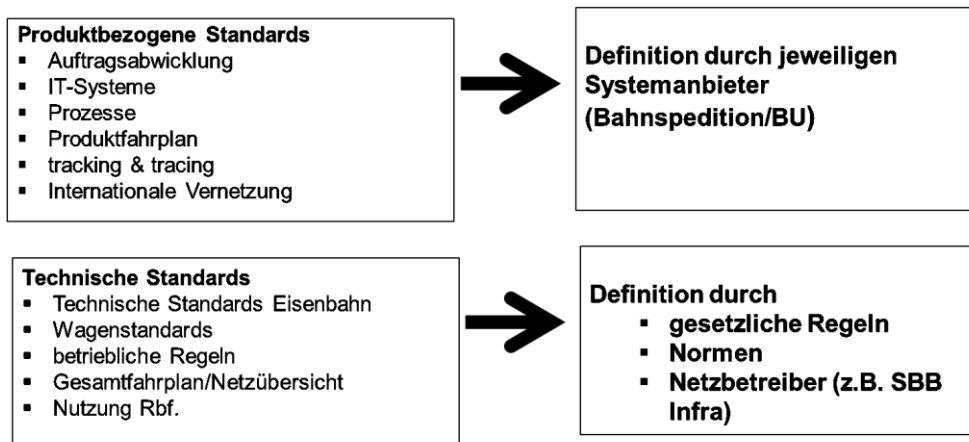 Produktbezogene Standards
▪ Auftragsabwicklung
▪ IT-Systeme
▪ Prozesse
▪ Produktfahrplan
▪ tracking & tracing
▪ Internationale Vernetzung
Definition durch jeweiligen
Systemanbieter
(Bahnspedition/BU)
Technische Standards
▪ Technische Standards Eisenbahn
▪ Wagenstandards
▪ betriebliche Regeln
▪ Gesamtfahrplan/Netzübersicht
▪ Nutzung Rbf.
Definition durch
▪ gesetzliche Regeln
▪ Normen
▪ Netzbetreiber (z.B. SBB
Infra)